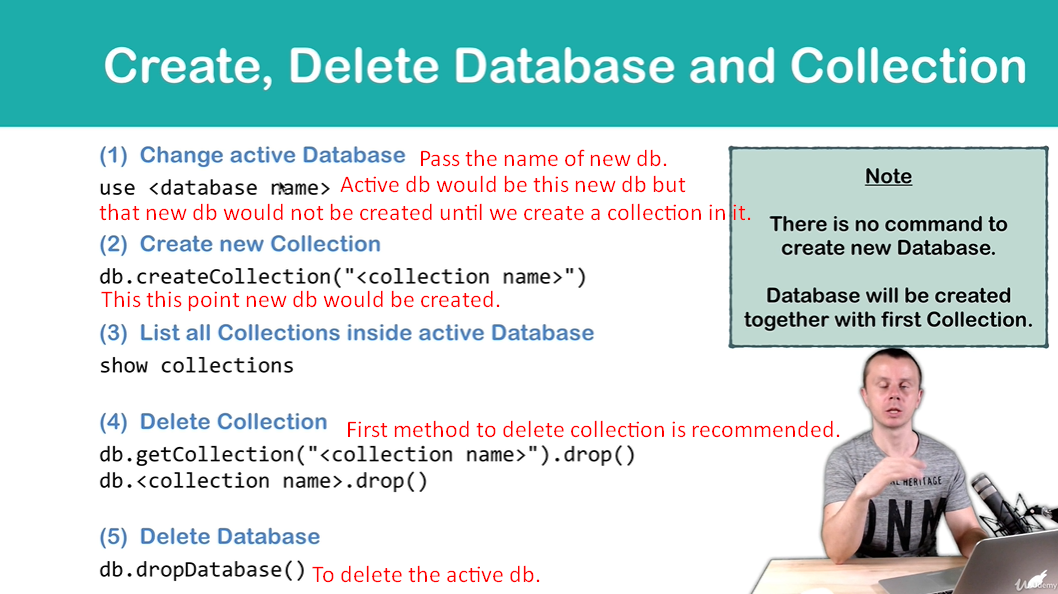 Create, Delete Database and Collection
(1) Change active Database Pass the name of new db.
use <database name> Active db would be this new db but
that new db would not be created until we create a collection in it.
(2) Create new Collection
db.createCollection("<collection name>")
This this point new db would be created.
(3) List all Collections inside active Database
show collections
(4) Delete Collection First method to delete collection is recommended.
db.getCollection("<collection name>").drop()
db.<collection name>.drop()
(5) Delete Database
db.dropDatabase() To delete the active db.
Note
There is no command to
create new Database.
Database will be created
together with first Collection.
HERITAGE
Udemy